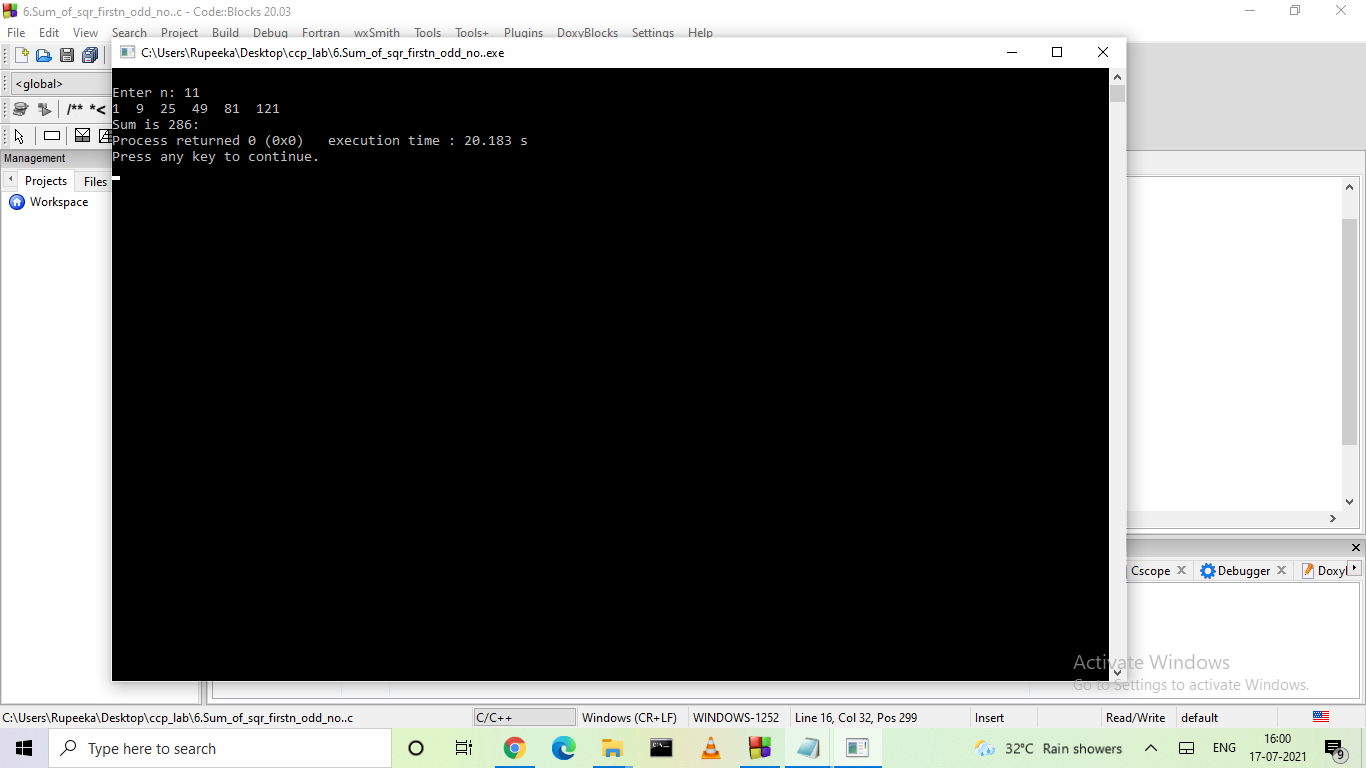 6.Sum_of_sqr_firstn_odd_no..c - Code::Blocks 20.03
File Edit View Search Project Build Debug Fortran wxSmith Tools Tools+ Plugins DoxyBlocks Settings Help
C:\Users\Rupeeka\Desktop\ccp_lab\6.Sum_of_sqr_firstn_odd_no..exe
<global>
/** *<
Enter n: 11
1 9 25 49 81 121
Sum is 286:
Process returned 0 (0x0) execution time : 20.183 s
Press any key to continue.
Management
Projects Files
Workspace
Cscope Debugger
Activate Windows
Go to Settings to activate Windows.
C:\Users\Rupeeka\Desktop\ccp_lab\6.Sum_of_sqr_firstn_odd_no..c C/C++ Windows (CR+LF) WINDOWS-1252 Line 16, Col 32, Pos 299 Insert Read/Write default
Type here to search 32°C Rain showers ENG 16:00
17-07-2021 9